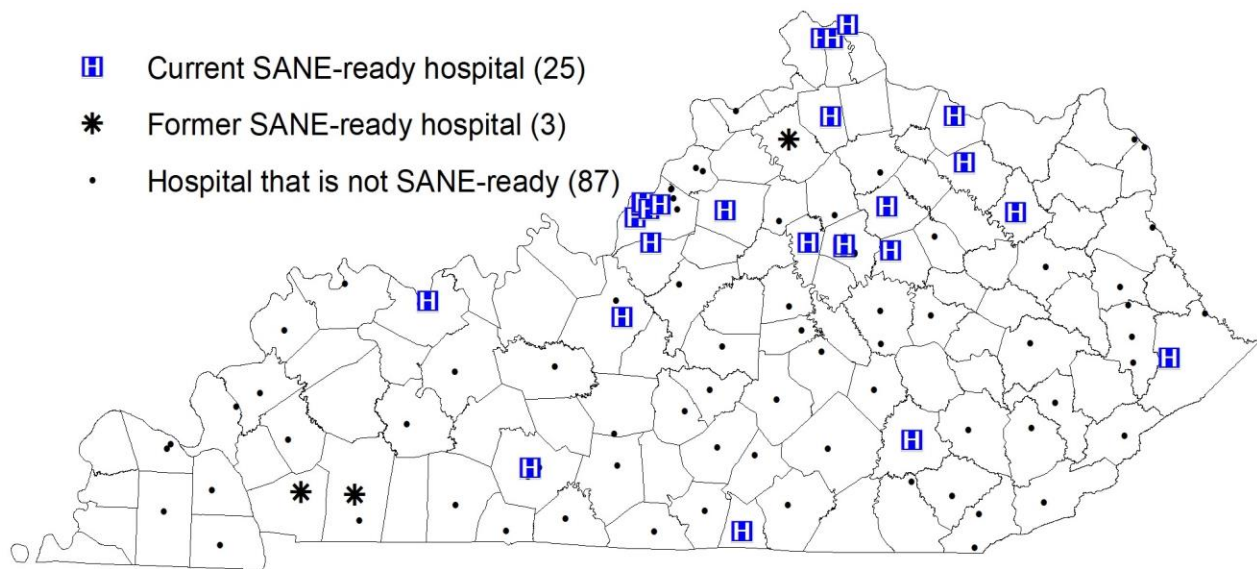 H Current SANE-ready hospital (25)
Former SANE-ready hospital (3)
Hospital that is not SANE-ready (87)